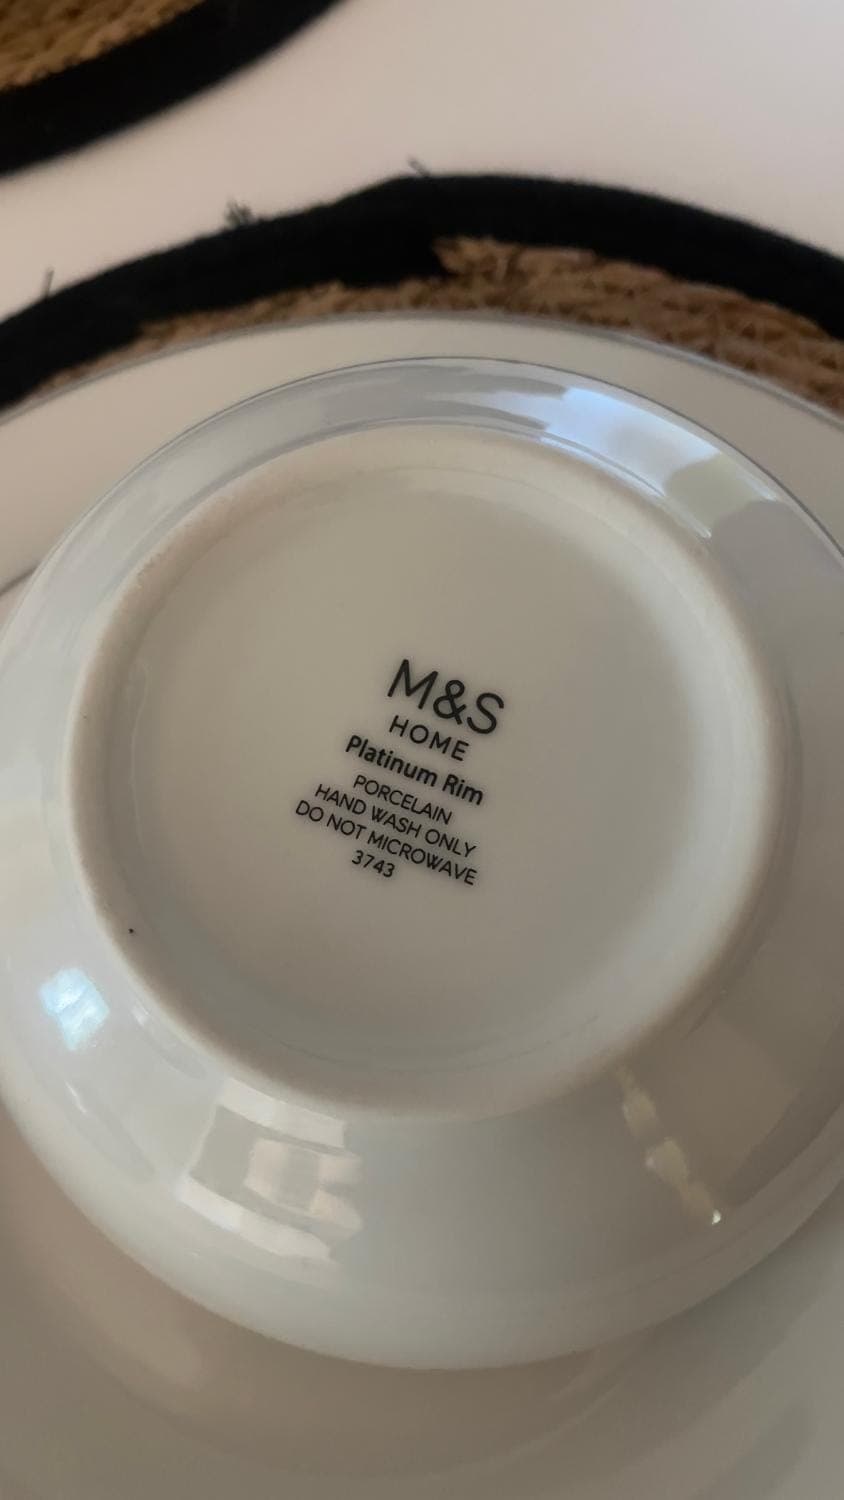 M&S
HOME
Platinum Rim
PORCELAIN
HAND WASH ONLY
DO NOT MICROWAVE
3743